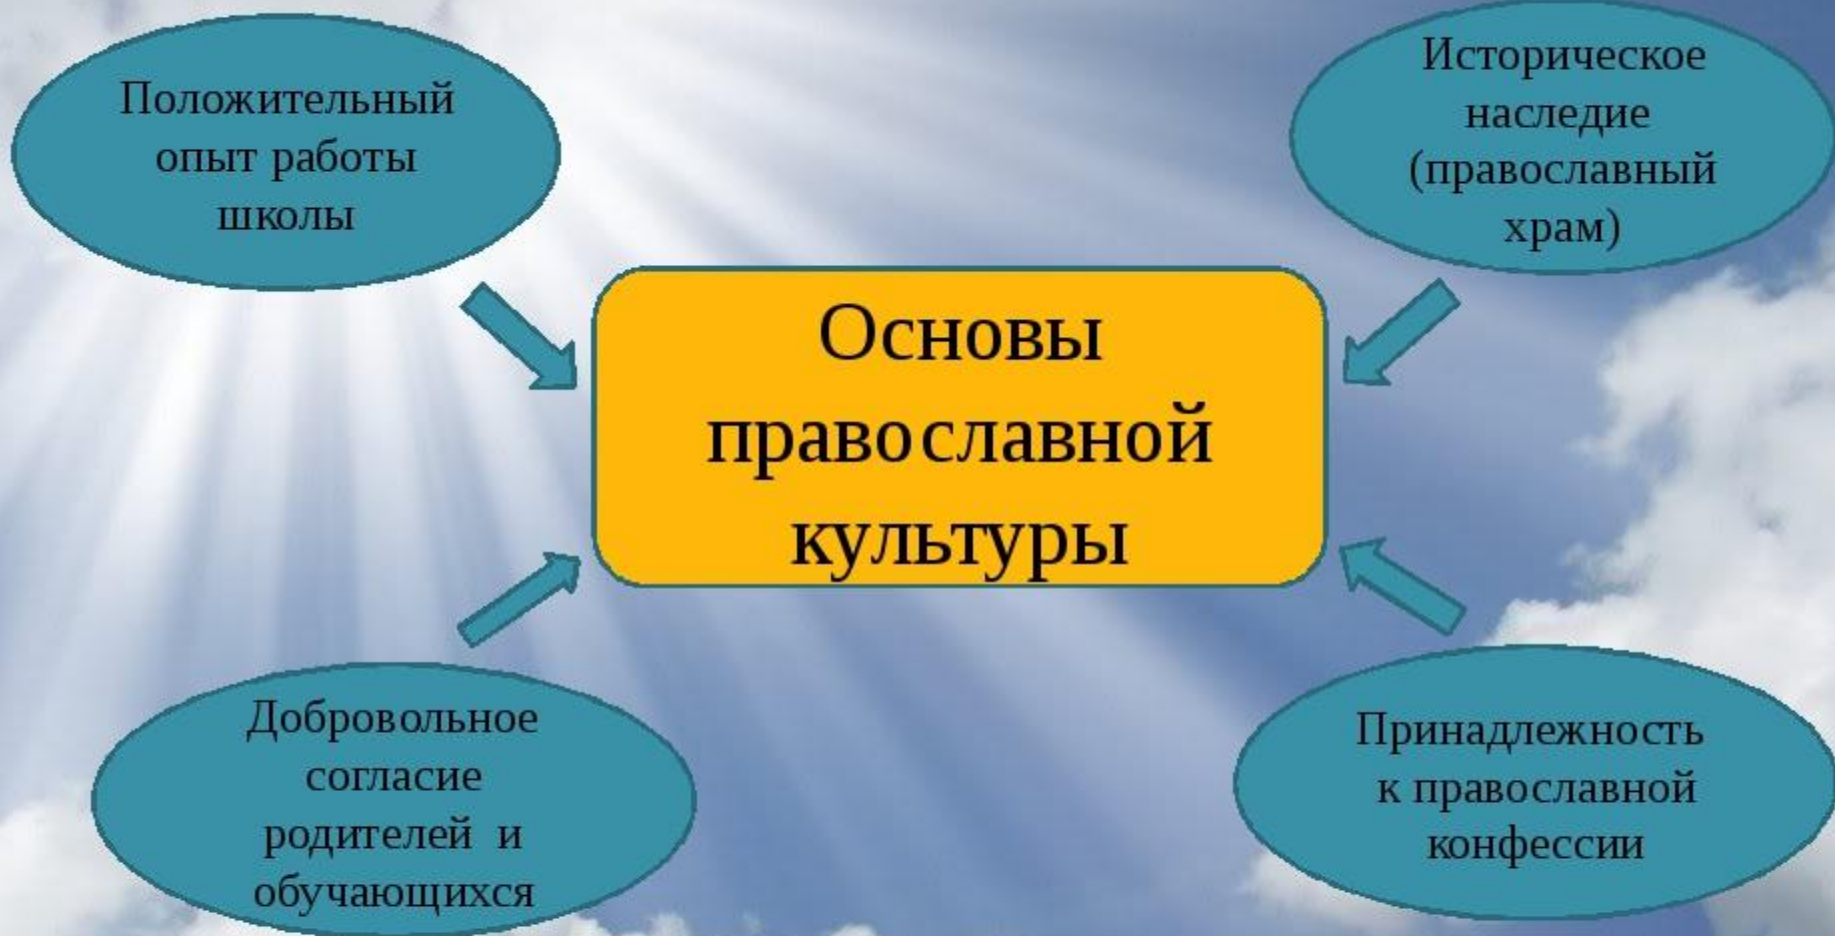 Положительный
опыт работы
школы
Историческое
наследие
(православный
храм)
Основы
православной
культуры
Добровольное
согласие
родителей и
обучающихся
Принадлежность
к православной
конфессии